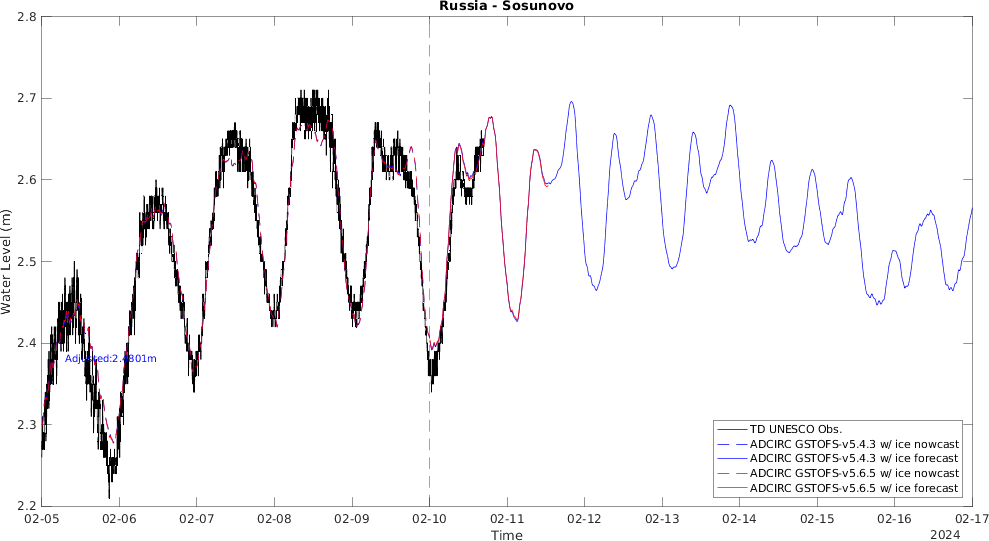 Russia - Sosunovo
2.8
2.7
2.6
2.5
2.4
2.3
2.2
Water Level (m)
Adjusted:2.4801m
TD UNESCO Obs.
ADCIRC GSTOFS-v5.4.3 w/ ice nowcast
ADCIRC GSTOFS-v5.4.3 w/ ice forecast
ADCIRC GSTOFS-v5.6.5 w/ ice nowcast
ADCIRC GSTOFS-v5.6.5 w/ ice forecast
02-05 02-06 02-07 02-08 02-09 02-10 02-11 02-12 02-13 02-14 02-15 02-16 02-17
Time
2024